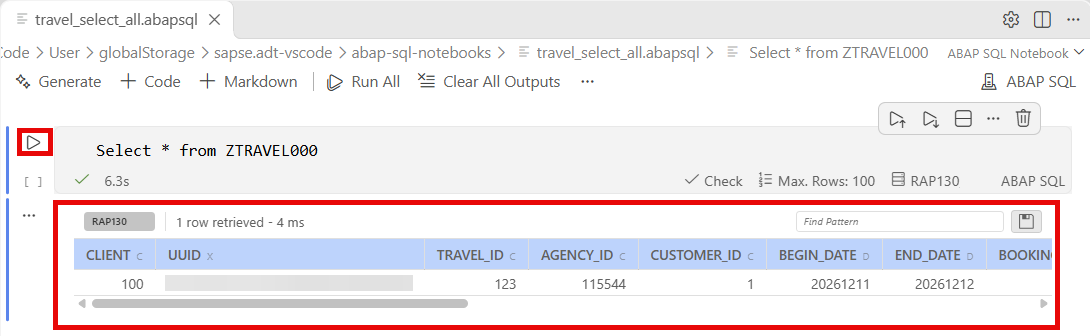 travel_select_all.abapsql
Code > User > globalStorage > sapse.adt-vscode > abap-sql-notebooks > travel_select_all.abapsql > Select * from ZTRAVEL000 ABAP SQL Notebook
Generate + Code + Markdown Run All Clear All Outputs ... ABAP SQL
...
Select * from ZTRAVEL000
[ ] 6.3s Check Max. Rows: 100 RAP130 ABAP SQL
...
RAP130 1 row retrieved - 4 ms Find Pattern
CLIENT C UUID X TRAVEL_ID C AGENCY_ID C CUSTOMER_ID C BEGIN_DATE D END_DATE D BOOKING
100 123 115544 1 20261211 20261212